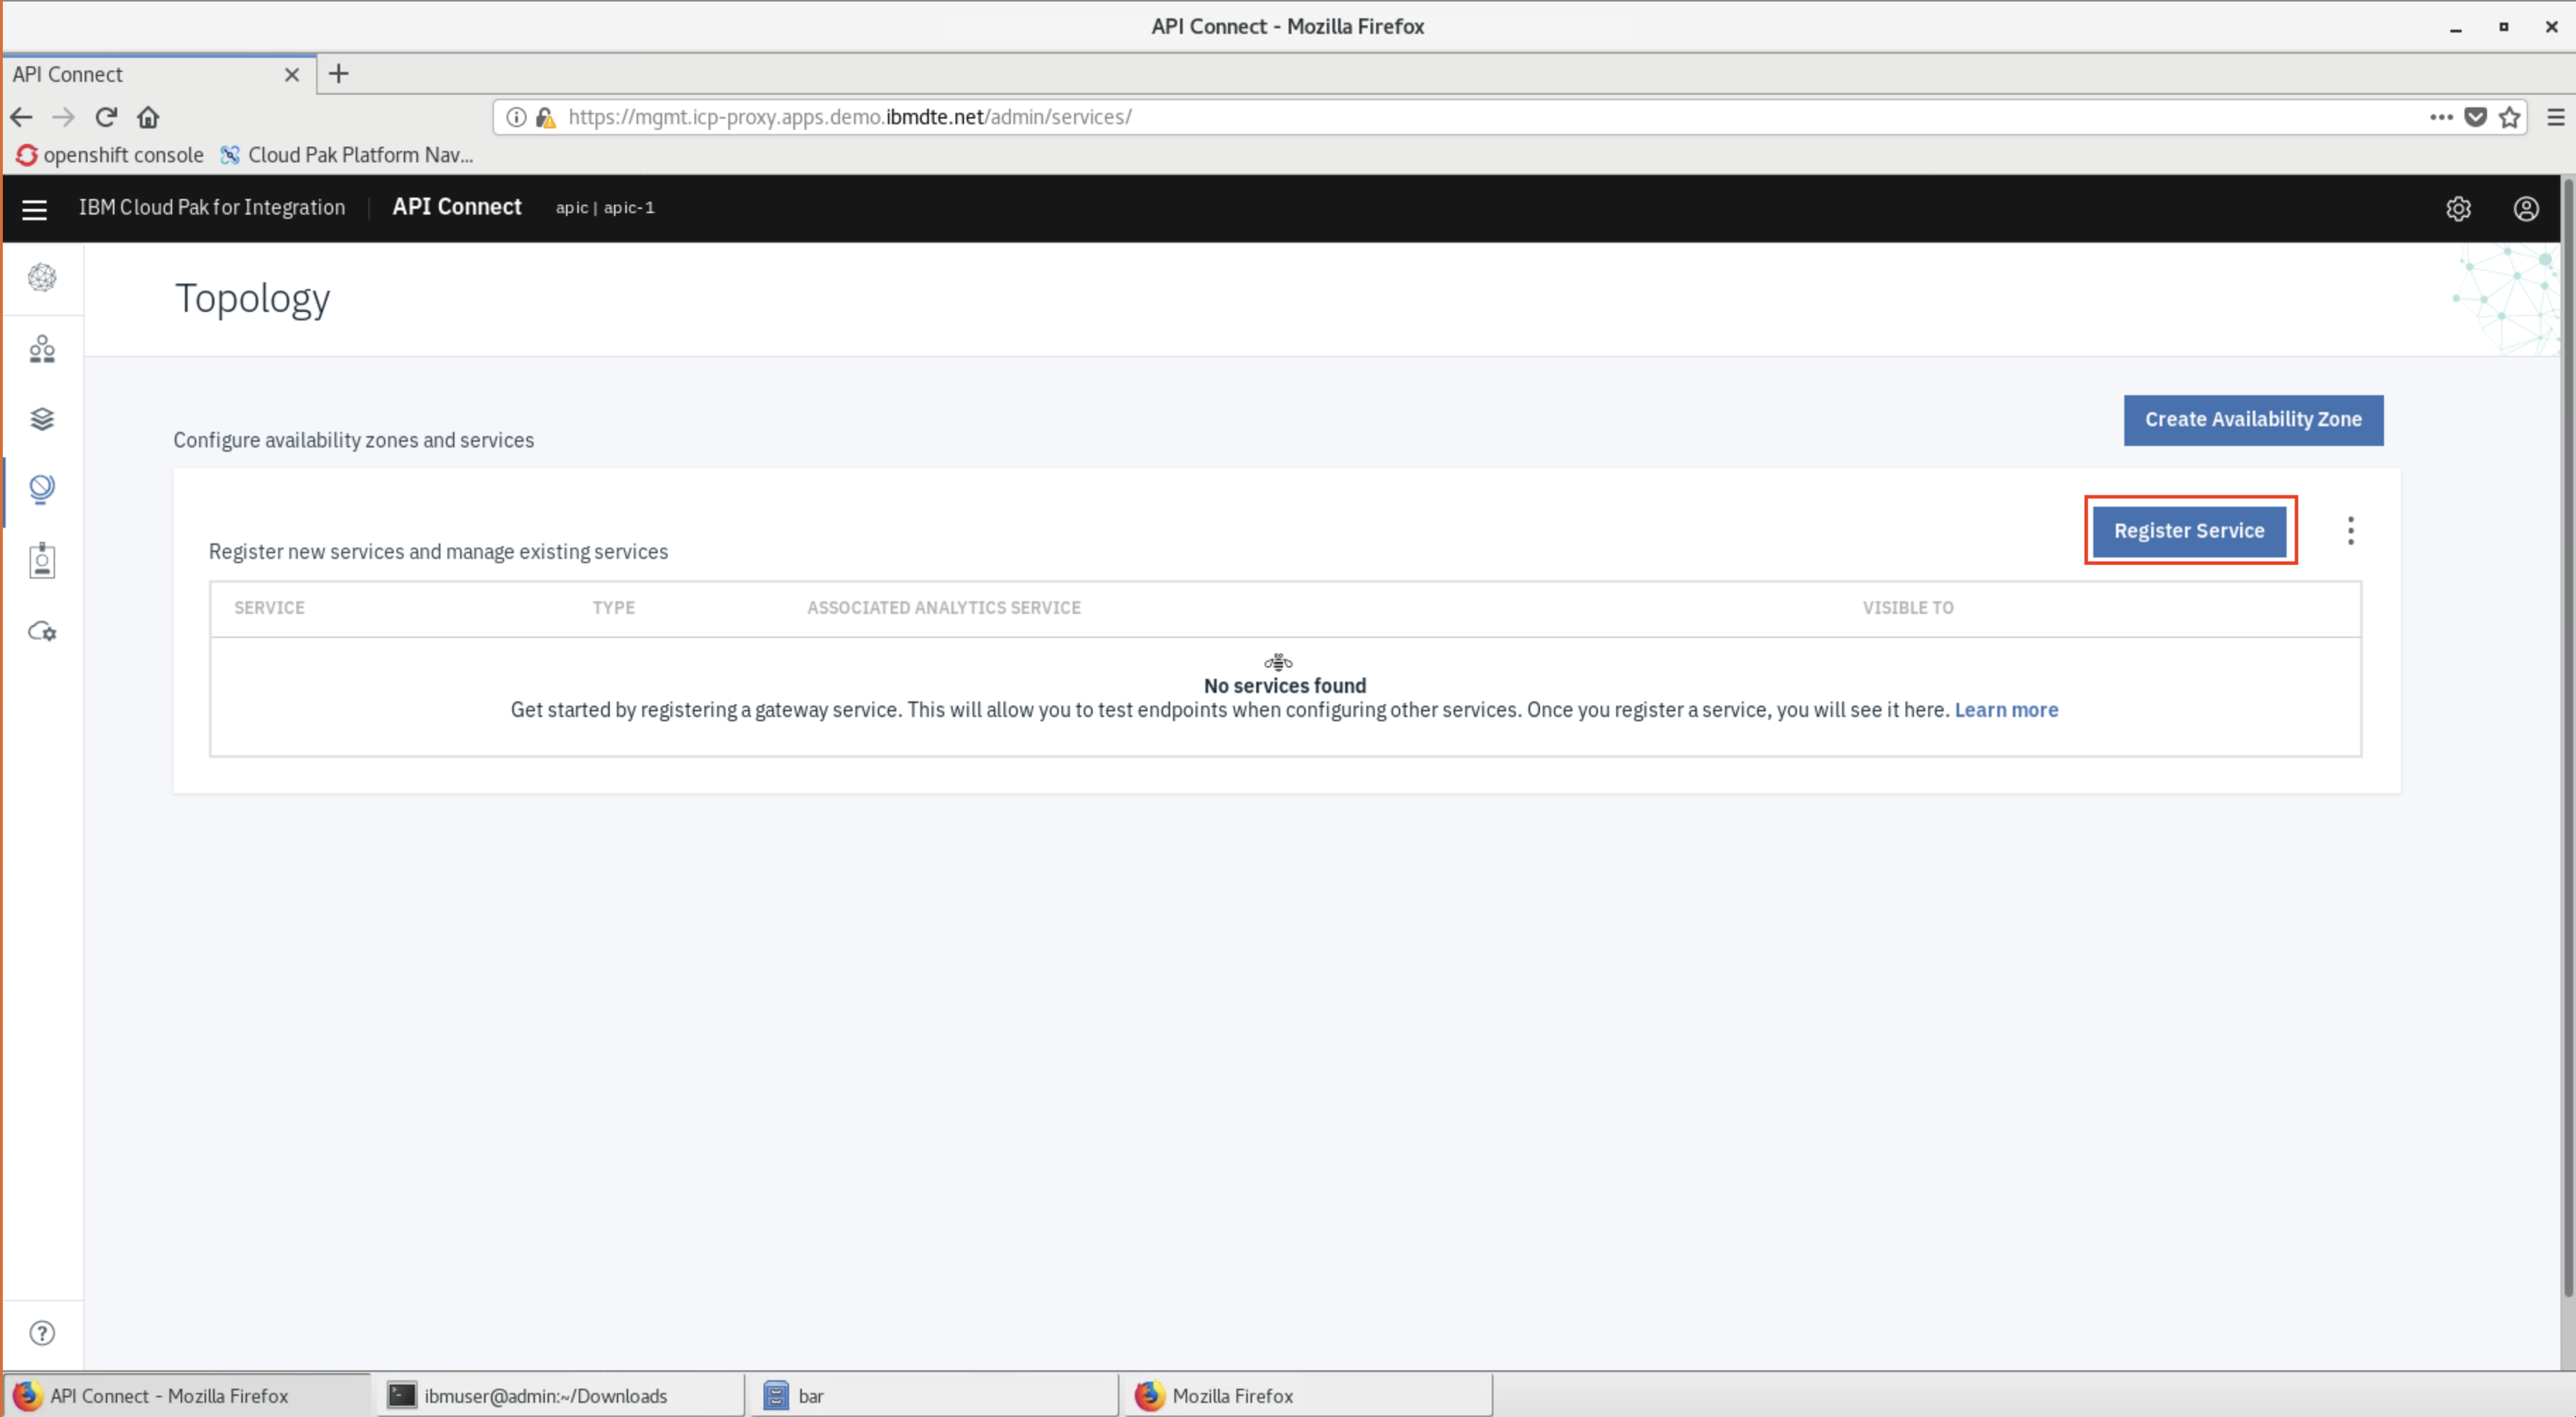 API Connect - Mozilla Firefox
API Connect
https://mgmt.icp-proxy.apps.demo.ibmdte.net/admin/services/
openshift console Cloud Pak Platform Nav...
IBM Cloud Pak for Integration API Connect apic | apic-1
Topology
Create Availability Zone
Configure availability zones and services
Register Service
Register new services and manage existing services
SERVICE TYPE ASSOCIATED ANALYTICS SERVICE VISIBLE TO
No services found
Get started by registering a gateway service. This will allow you to test endpoints when configuring other services. Once you register a service, you will see it here. Learn more
API Connect - Mozilla Firefox ibmuser@admin:~/Downloads bar Mozilla Firefox